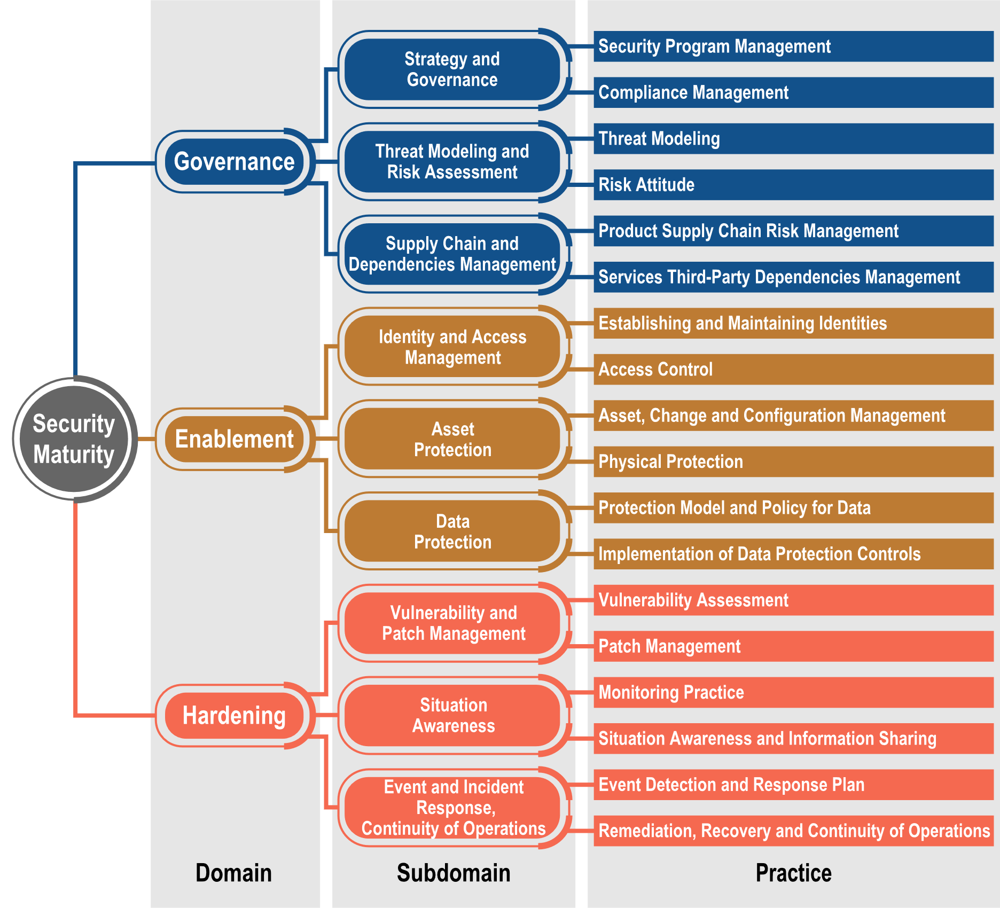 Security
Maturity
Governance
Strategy and
Governance
Security Program Management
Compliance Management
Threat Modeling and
Risk Assessment
Threat Modeling
Risk Attitude
Supply Chain and
Dependencies Management
Product Supply Chain Risk Management
Services Third-Party Dependencies Management
Enablement
Identity and Access
Management
Establishing and Maintaining Identities
Access Control
Asset
Protection
Asset, Change and Configuration Management
Physical Protection
Data
Protection
Protection Model and Policy for Data
Implementation of Data Protection Controls
Hardening
Vulnerability and
Patch Management
Vulnerability Assessment
Patch Management
Situation
Awareness
Monitoring Practice
Situation Awareness and Information Sharing
Event and Incident
Response,
Continuity of Operations
Event Detection and Response Plan
Remediation, Recovery and Continuity of Operations
Domain
Subdomain
Practice